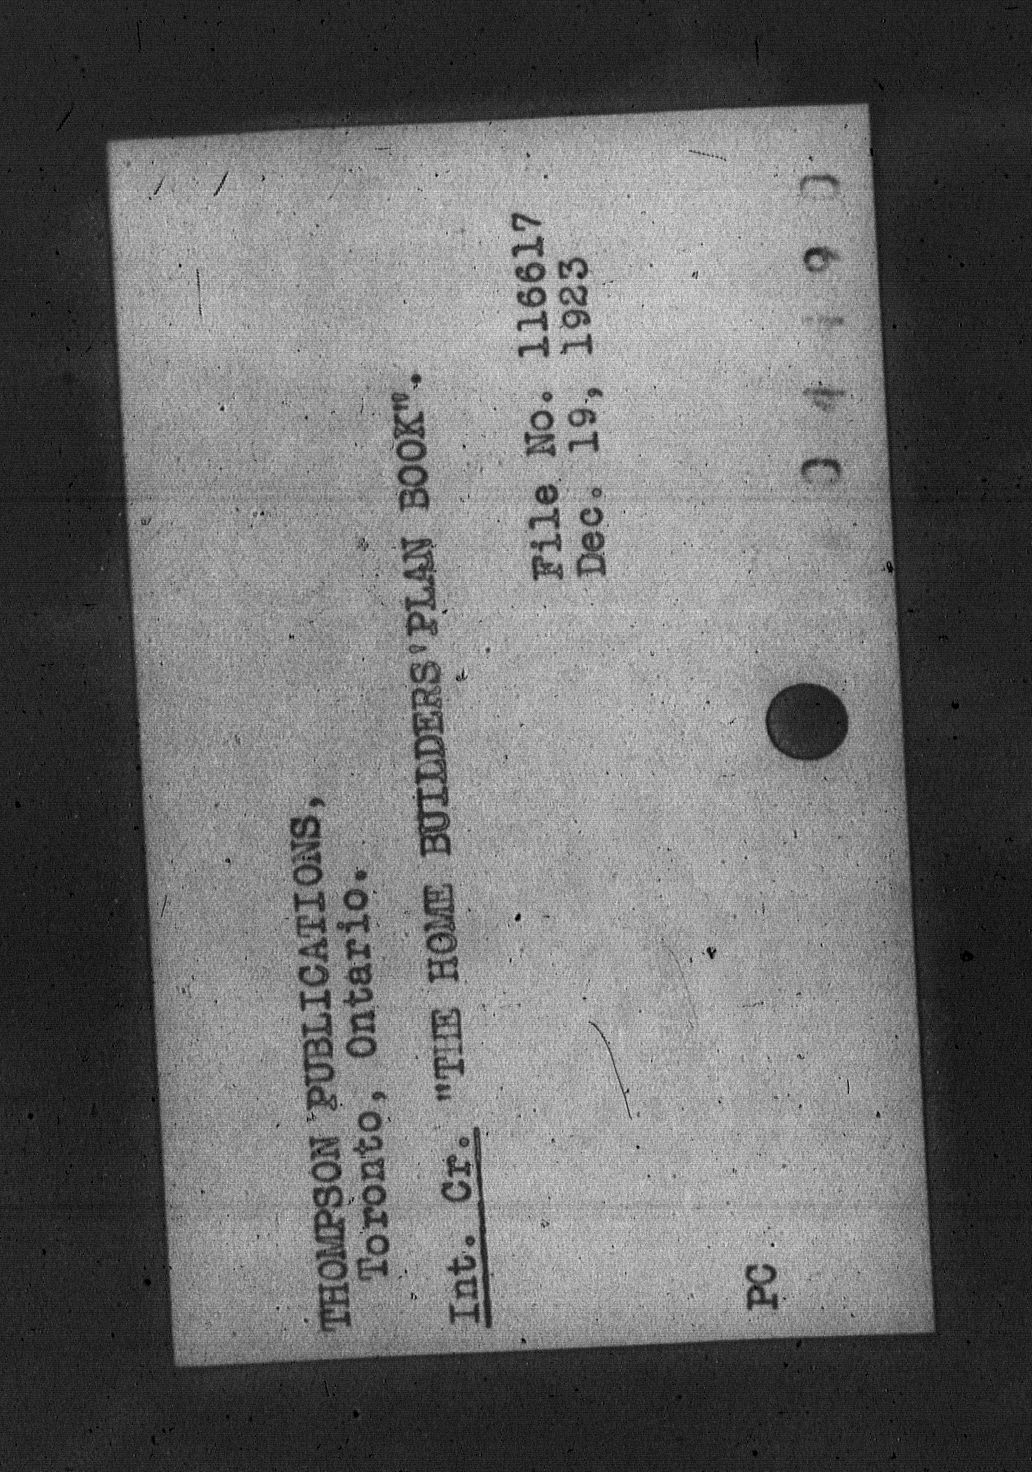 THOMPSON PUBLICATIONS,
Toronto, Ontario.
Int. Cr. "THE HOME BUILDERS'PLAN BOOK".
File No. 116617
Dec. 19, 1923
PC